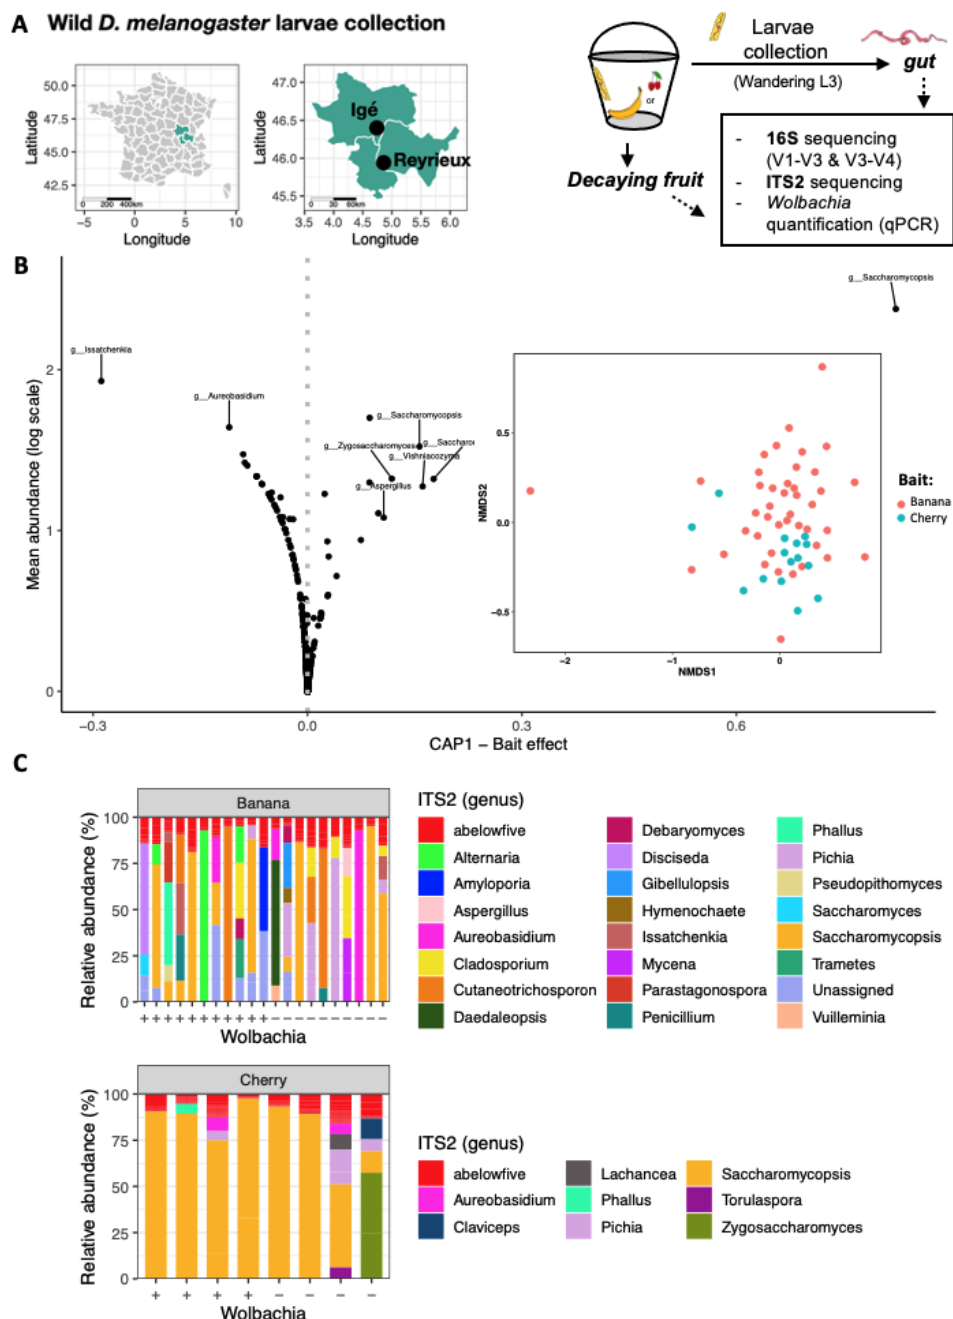 A Wild D. melanogaster larvae collection
50.0
47.5
45.0
42.5
Latitude
0 200 400km
−5 0 5 10
Longitude
47.0
46.5
46.0
45.5
Latitude
Igé
Reyrieux
0 30 60km
3.5 4.0 4.5 5.0 5.5 6.0
Longitude
or
Larvae
collection
(Wandering L3)
gut
Decaying fruit
- 16S sequencing
(V1-V3 & V3-V4)
- ITS2 sequencing
- Wolbachia
quantification (qPCR)
B
Mean abundance (log scale)
2
1
0
g__Issatchenkia
g__Aureobasidium
g__Saccharomycopsis
g__Saccharomycopsis
g__Zygosaccharomyces
g__Vishniacozyma
g__Aspergillus
−0.3 0.0 0.3 0.6
CAP1 − Bait effect
NMDS2
0.5
0.0
−0.5
−2 −1 0
NMDS1
Bait:
Banana
Cherry
C
Banana
Relative abundance (%)
100
75
50
25
0
+ + + + + + + + + + + − − − − − − − − − −
Wolbachia
ITS2 (genus)
abelowfive
Alternaria
Amyloporia
Aspergillus
Aureobasidium
Cladosporium
Cutaneotrichosporon
Daedaleopsis
Debaryomyces
Disciseda
Gibellulopsis
Hymenochaete
Issatchenkia
Mycena
Parastagonospora
Penicillium
Phallus
Pichia
Pseudopithomyces
Saccharomyces
Saccharomycopsis
Trametes
Unassigned
Vuilleminia
Cherry
Relative abundance (%)
100
75
50
25
0
+ + + + − − − −
Wolbachia
ITS2 (genus)
abelowfive
Aureobasidium
Claviceps
Lachancea
Phallus
Pichia
Saccharomycopsis
Torulaspora
Zygosaccharomyces